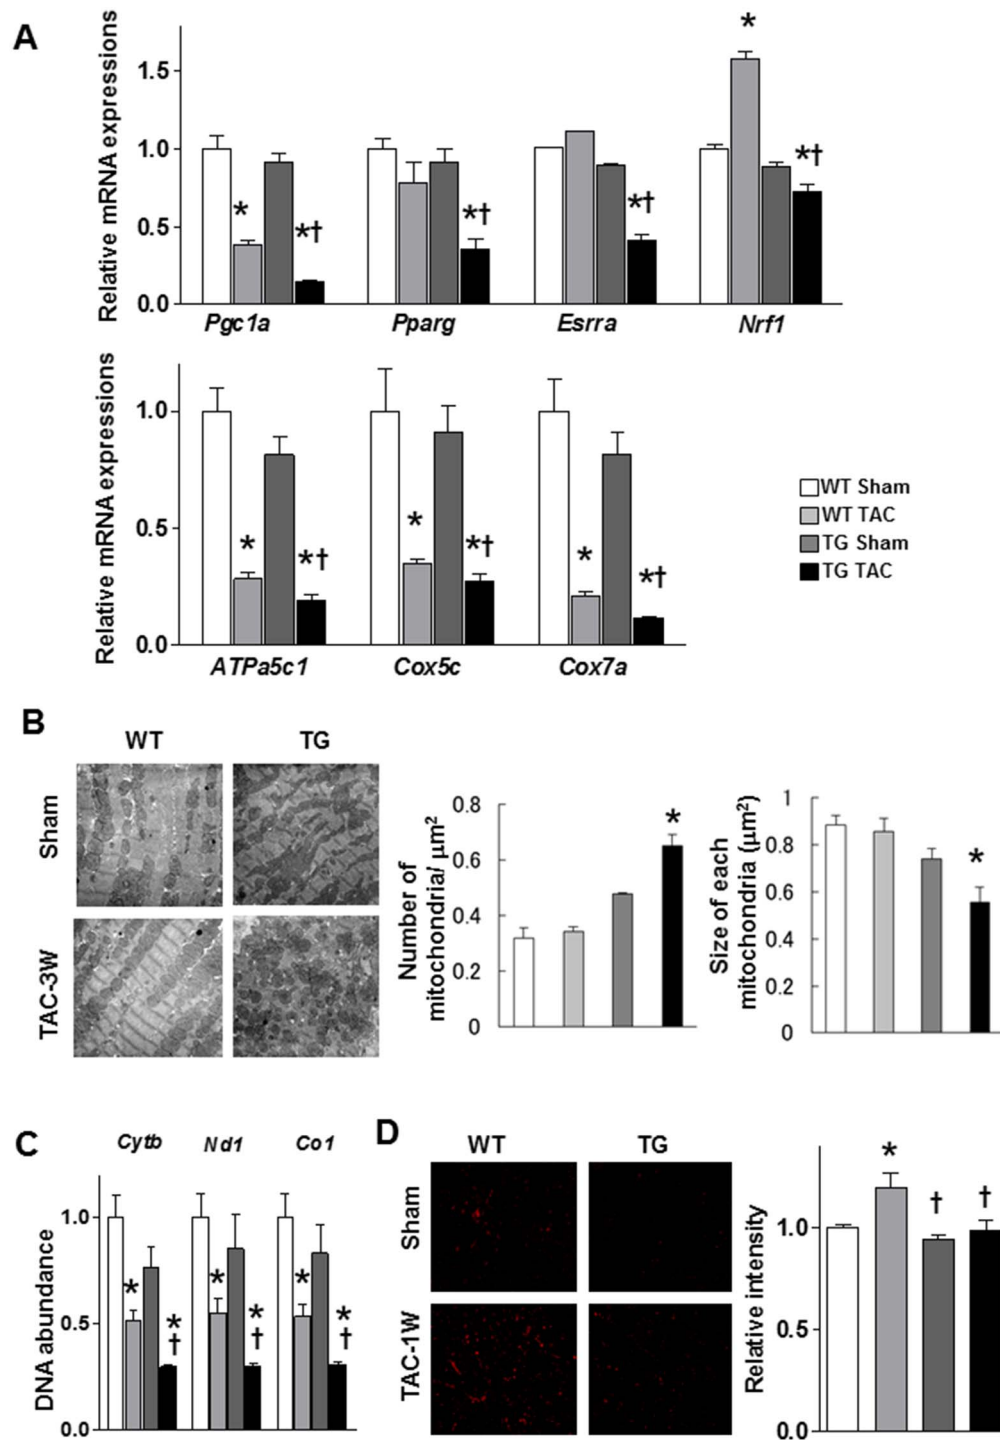 A
Relative mRNA expressions
1.5
1.0
0.5
0.0
*
*†
*†
*†
*
*†
Pgc1a
Pparg
Esrra
Nrf1
Relative mRNA expressions
1.0
0.5
0.0
*
*†
*
*†
*
*†
ATPa5c1
Cox5c
Cox7a
WT Sham
WT TAC
TG Sham
TG TAC
B
WT
TG
Sham
TAC-3W
Number of
mitochondria/ μm2
0.8
0.6
0.4
0.2
0
*
Size of each
mitochondria (μm2)
1
0.8
0.6
0.4
0.2
0
*
C
Cytb
Nd1
Co1
DNA abundance
1.0
0.5
0.0
*
*
†
*
*
†
*
*
†
D
WT
TG
Sham
TAC-1W
Relative intensity
1.0
0.5
0.0
*
†
†